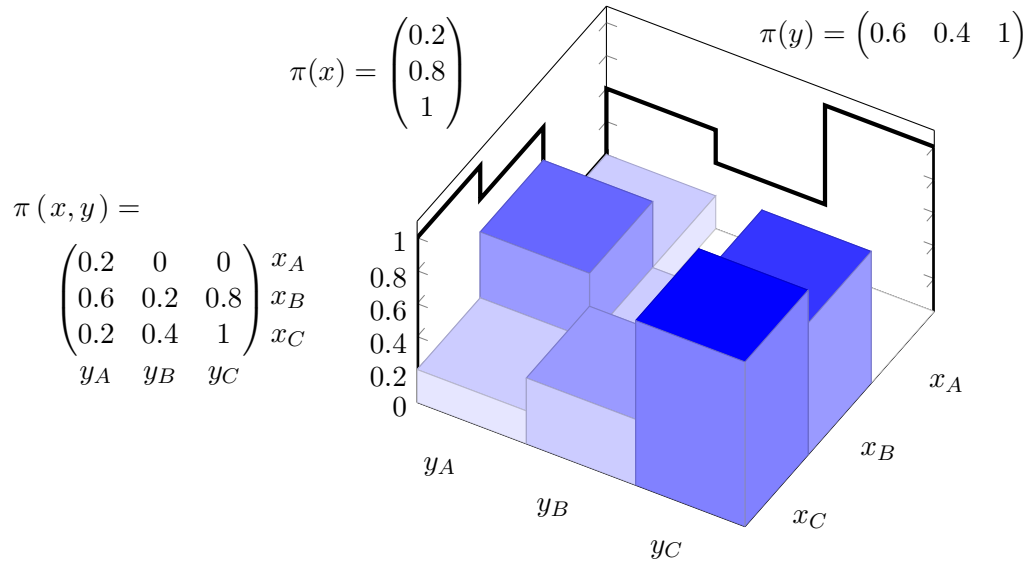 π(x) = (0.2
0.8
1)
π(y) = (0.6 0.4 1)
π(x, y) =
(0.2 0 0) x_A
(0.6 0.2 0.8) x_B
(0.2 0.4 1) x_C
y_A y_B y_C
1
0.8
0.6
0.4
0.2
0
y_A
y_B
y_C
x_A
x_B
x_C